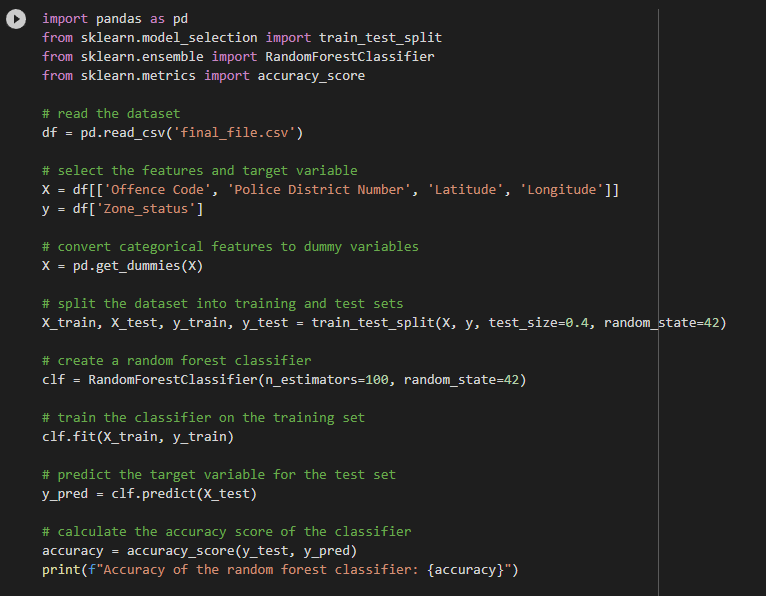 import pandas as pd
from sklearn.model_selection import train_test_split
from sklearn.ensemble import RandomForestClassifier
from sklearn.metrics import accuracy_score
# read the dataset
df = pd.read_csv('final_file.csv')
# select the features and target variable
X = df[['Offence Code', 'Police District Number', 'Latitude', 'Longitude']]
y = df['Zone_status']
# convert categorical features to dummy variables
X = pd.get_dummies(X)
# split the dataset into training and test sets
X_train, X_test, y_train, y_test = train_test_split(X, y, test_size=0.4, random_state=42)
# create a random forest classifier
clf = RandomForestClassifier(n_estimators=100, random_state=42)
# train the classifier on the training set
clf.fit(X_train, y_train)
# predict the target variable for the test set
y_pred = clf.predict(X_test)
# calculate the accuracy score of the classifier
accuracy = accuracy_score(y_test, y_pred)
print(f"Accuracy of the random forest classifier: {accuracy}")